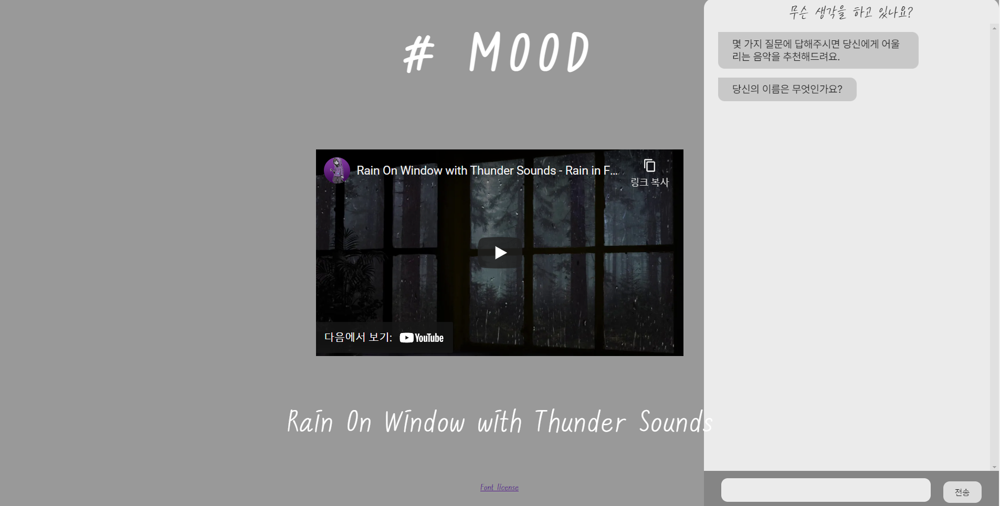 # MOOD
Rain On Window with Thunder Sounds - Rain in F...
링크 복사
다음에서 보기: YouTube
Rain On Window with Thunder Sounds
Font license
무슨 생각을 하고 있나요?
몇 가지 질문에 답해주시면 당신에게 어울
리는 음악을 추천해드려요.
당신의 이름은 무엇인가요?
전송